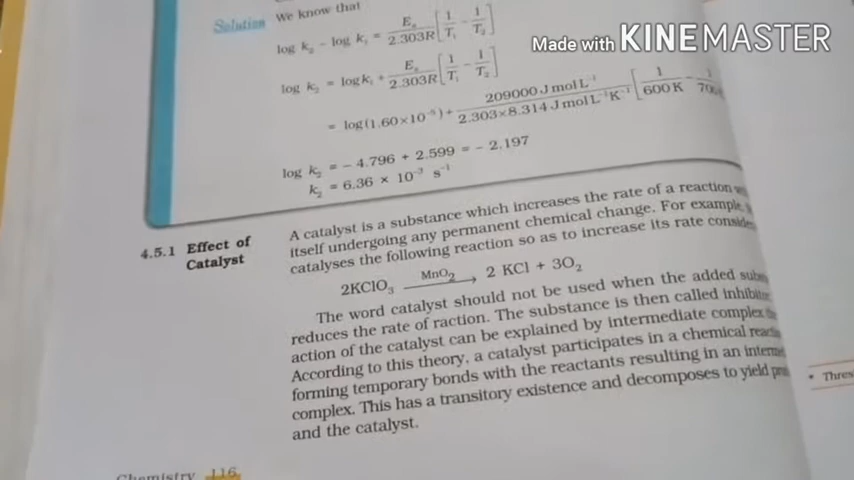 Made with KINEMASTER
Solution We know that
log k₂ – log k₁ = Eₐ/2.303R [1/T₁ – 1/T₂]
log k₂ = log k₁ + Eₐ/2.303R [1/T₁ – 1/T₂]
= log(1.60×10⁻⁵) + 209000 J mol L⁻¹/2.303×8.314 J mol L⁻¹K⁻¹ [1/600 K – 1/
log k₂ = – 4.796 + 2.599 = – 2.197
k₂ = 6.36 × 10⁻³ s⁻¹
4.5.1 Effect of
Catalyst
A catalyst is a substance which increases the rate of a reaction
itself undergoing any permanent chemical change. For example,
catalyses the following reaction so as to increase its rate
2KClO₃ MnO₂→ 2 KCl + 3O₂
The word catalyst should not be used when the added
reduces the rate of raction. The substance is then called
action of the catalyst can be explained by intermediate complex
According to this theory, a catalyst participates in a chemical
forming temporary bonds with the reactants resulting in an
complex. This has a transitory existence and decomposes to yield
and the catalyst.
Chemistry 116
• Thres